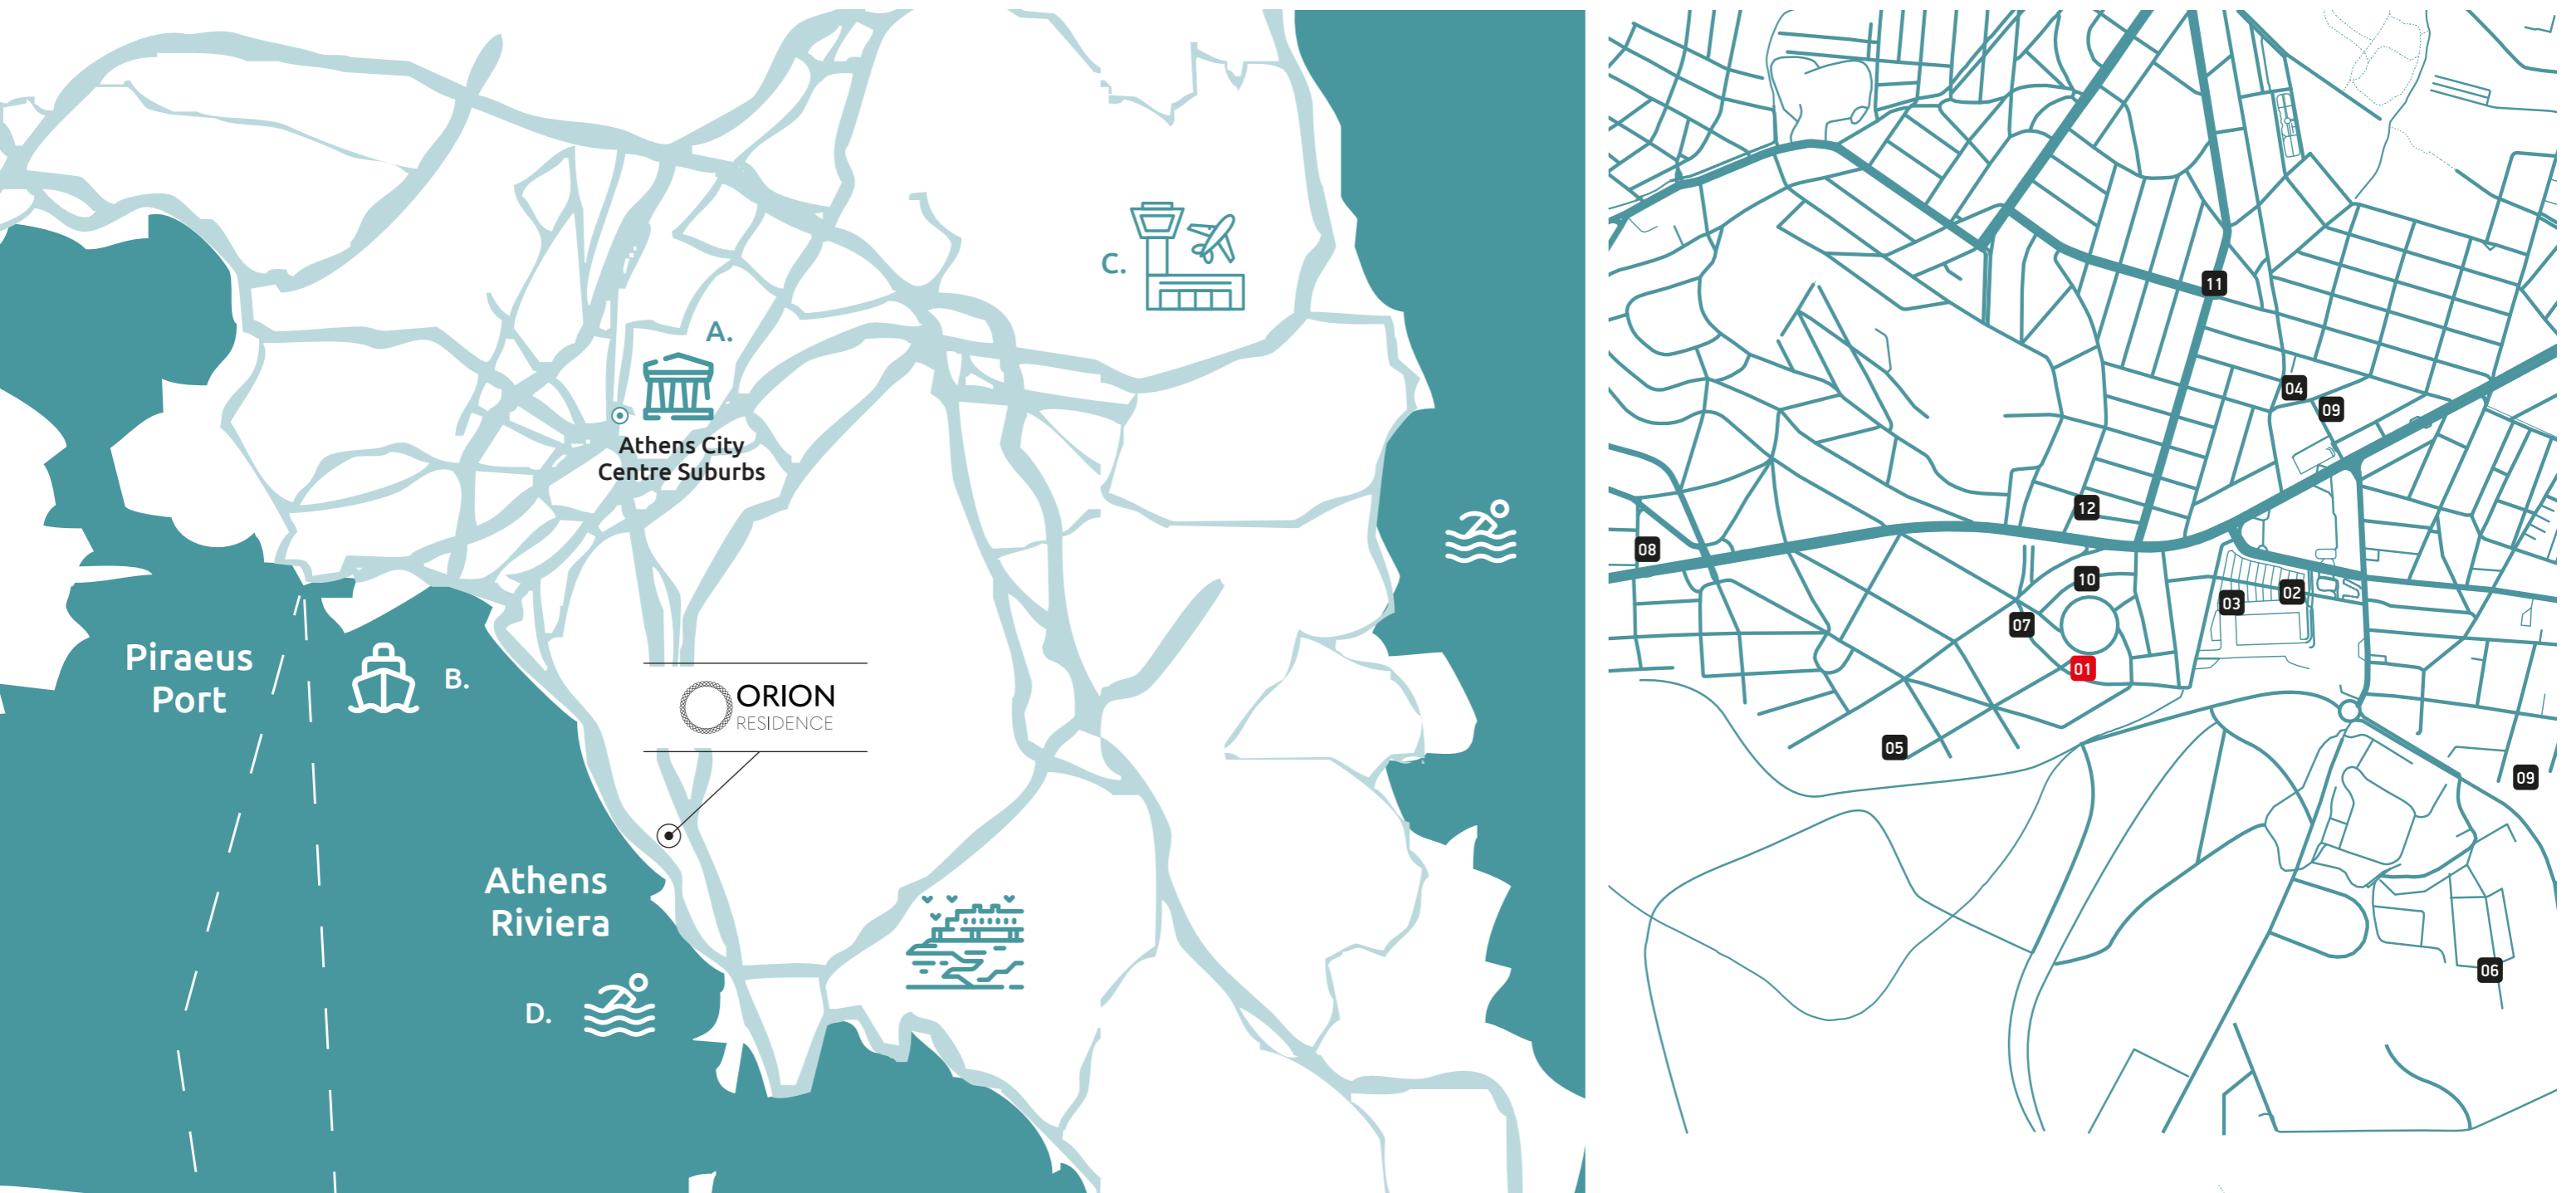 C.
A.
Athens City
Centre Suburbs
Piraeus
Port
B.
ORION
RESIDENCE
Athens
Riviera
D.
11
04
09
12
08
10
02
03
07
01
05
09
06